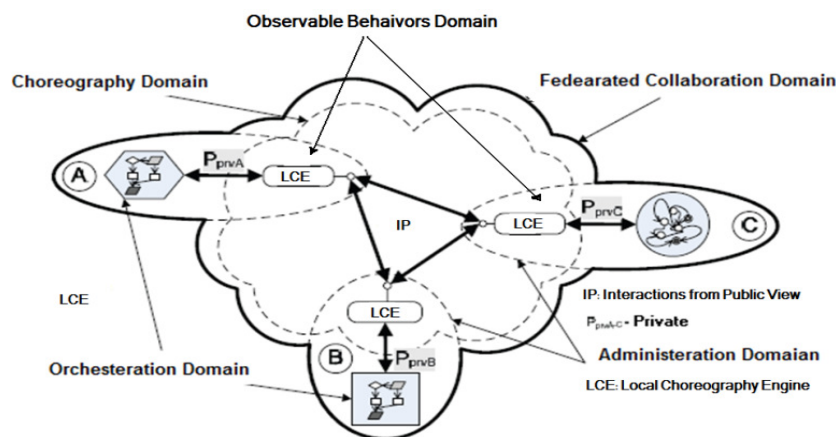 Observable Behaivors Domain
Choreography Domain
Fedearated Collaboration Domain
A
PprvA
LCE
IP
LCE
PprvC
C
LCE
LCE
IP: Interactions from Public View
PprvA-C - Private
B
PprvB
Orchesteration Domain
Administeration Domaian
LCE: Local Choreography Engine